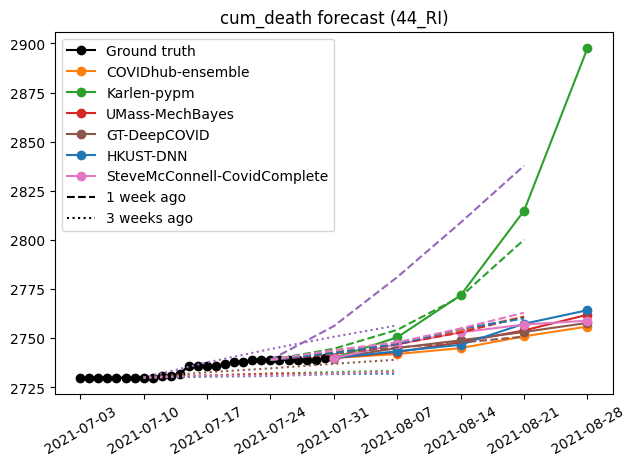 cum_death forecast (44_RI)
2900
2875
2850
2825
2800
2775
2750
2725
Ground truth
COVIDhub-ensemble
Karlen-pypm
UMass-MechBayes
GT-DeepCOVID
HKUST-DNN
SteveMcConnell-CovidComplete
1 week ago
3 weeks ago
2021-07-03
2021-07-10
2021-07-17
2021-07-24
2021-07-31
2021-08-07
2021-08-14
2021-08-21
2021-08-28